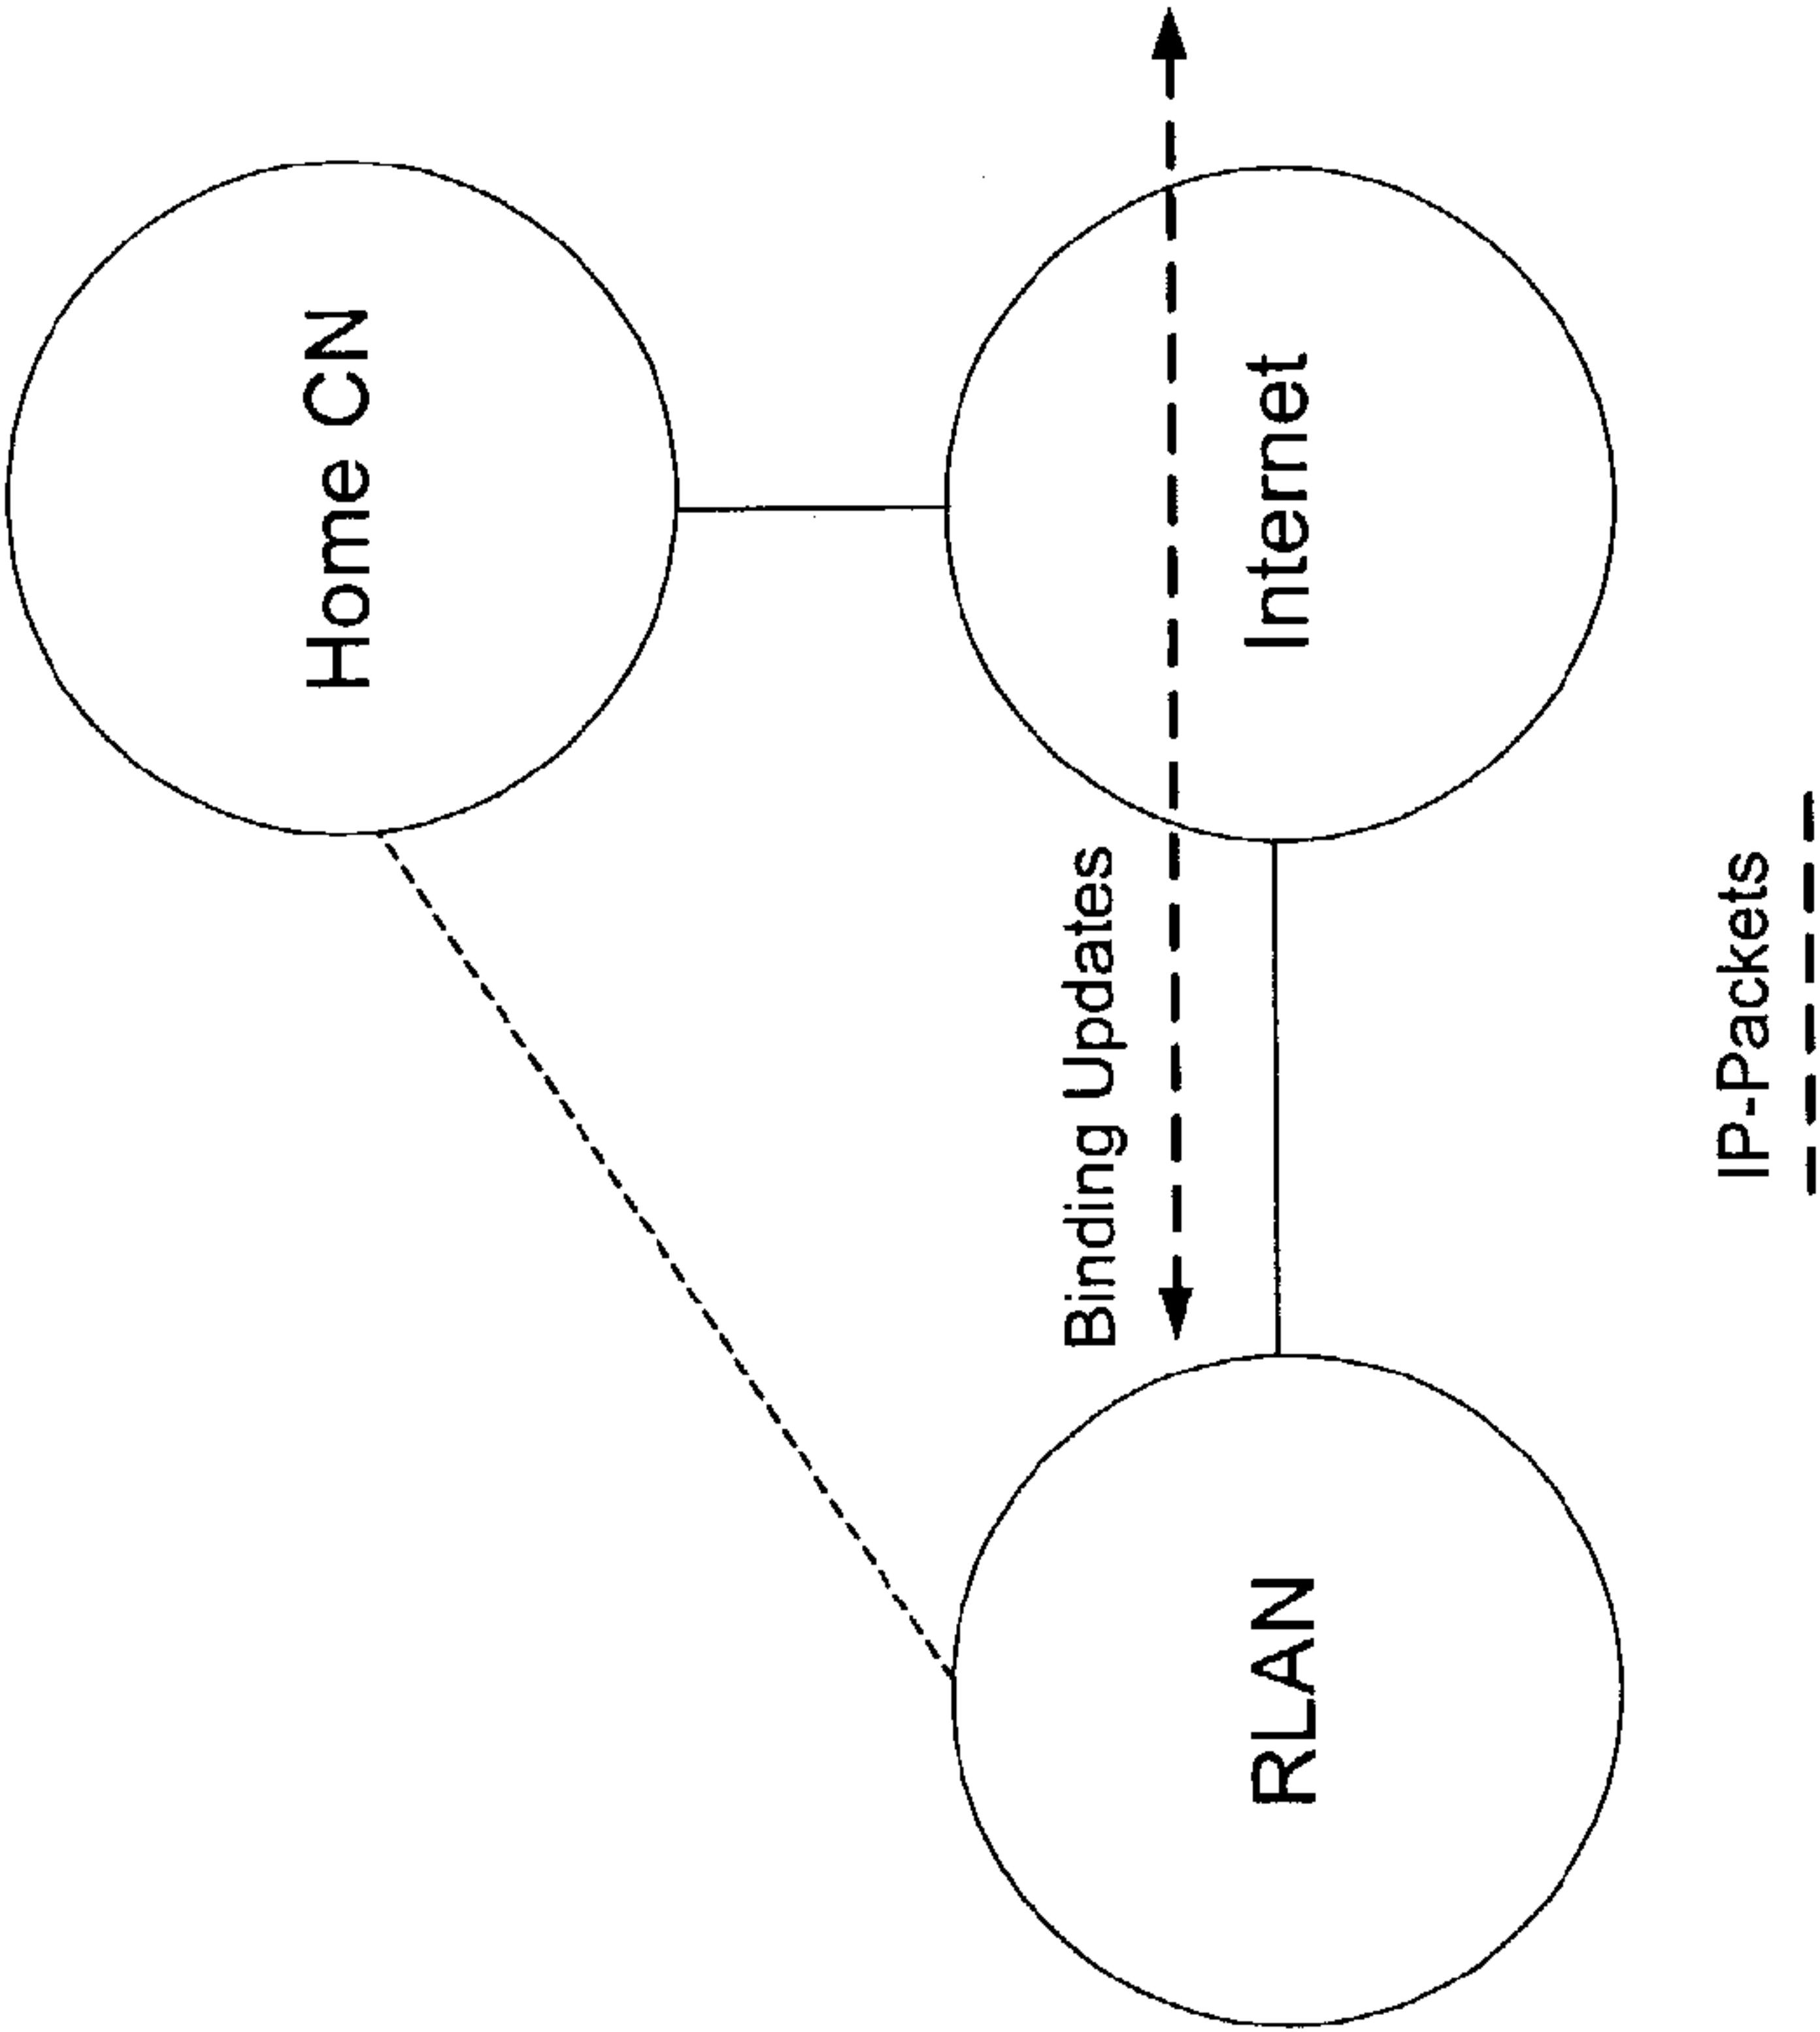 Home CN
Binding Updates
RLAN
Internet
IP-Packets